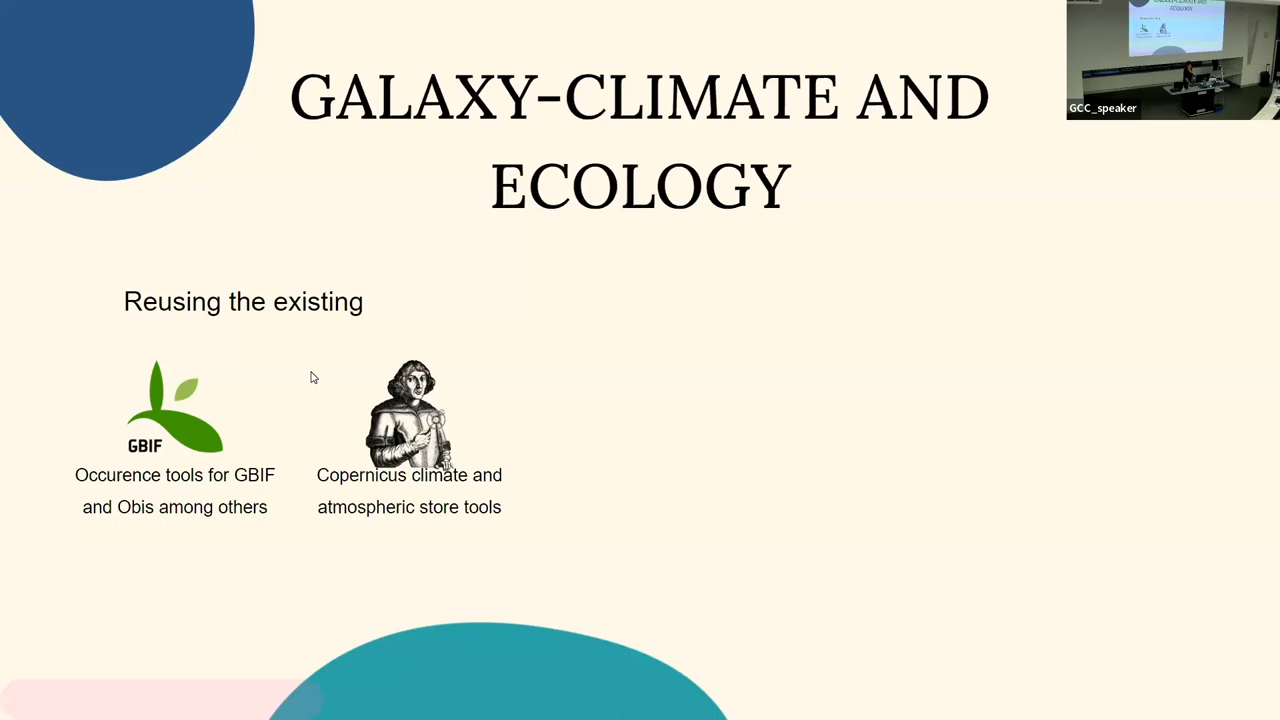 GALAXY-CLIMATE AND
ECOLOGY
GCC_speaker
Reusing the existing
GBIF
Occurence tools for GBIF
and Obis among others
Copernicus climate and
atmospheric store tools